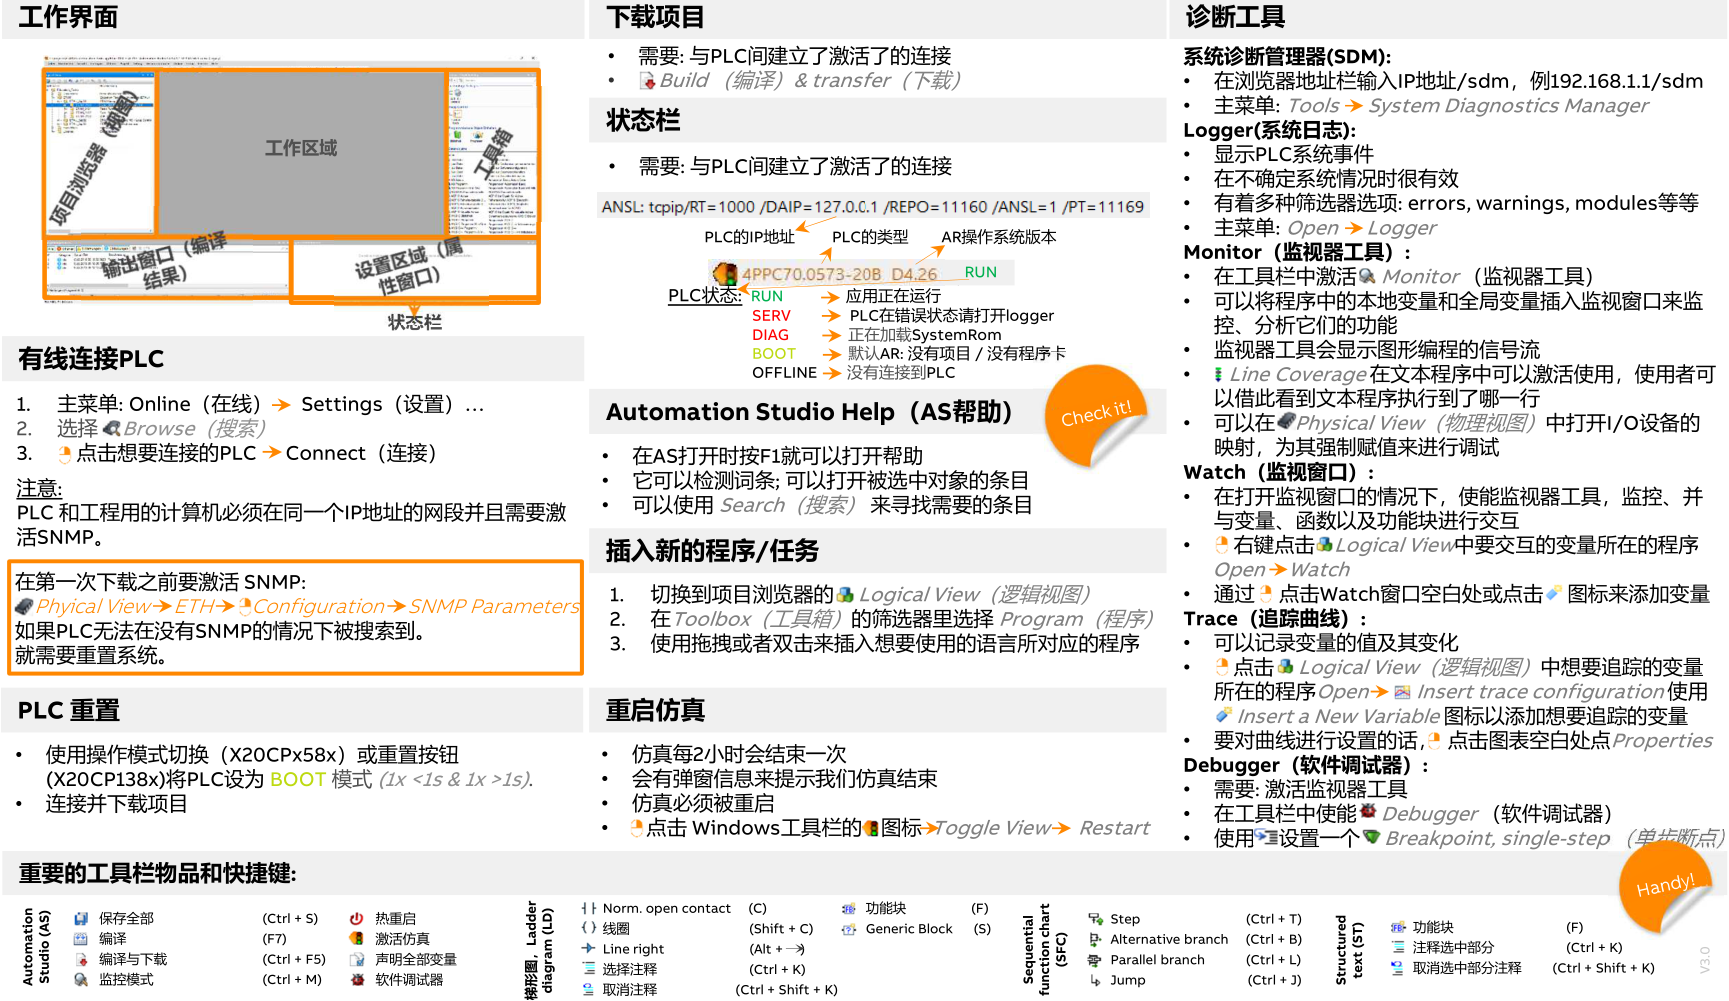 工作界面
项目浏览器（视图）
工作区域
工具箱
输出窗口（编译
结果）
设置区域（属
性窗口）
状态栏
有线连接PLC
1. 主菜单: Online（在线） Settings（设置）...
2. 选择 Browse（搜索）
3. 点击想要连接的PLC Connect（连接）
注意:
PLC 和工程用的计算机必须在同一个IP地址的网段并且需要激
活SNMP。
在第一次下载之前要激活 SNMP:
Phyical View ETH Configuration SNMP Parameters
如果PLC无法在没有SNMP的情况下被搜索到。
就需要重置系统。
PLC 重置
• 使用操作模式切换（X20CPx58x）或重置按钮
(X20CP138x)将PLC设为 BOOT 模式 (1x <1s & 1x >1s).
• 连接并下载项目
下载项目
• 需要: 与PLC间建立了激活了的连接
• Build （编译）& transfer（下载）
状态栏
• 需要: 与PLC间建立了激活了的连接
ANSL: tcpip/RT=1000 /DAIP=127.0.0.1 /REPO=11160 /ANSL=1 /PT=11169
PLC的IP地址 PLC的类型 AR操作系统版本
4PPC70.0573-20B D4.26 RUN
PLC状态: RUN 应用正在运行
SERV PLC在错误状态请打开logger
DIAG 正在加载SystemRom
BOOT 默认AR: 没有项目 / 没有程序卡
OFFLINE 没有连接到PLC
Automation Studio Help（AS帮助）
Check it!
• 在AS打开时按F1就可以打开帮助
• 它可以检测词条; 可以打开被选中对象的条目
• 可以使用 Search（搜索） 来寻找需要的条目
插入新的程序/任务
1. 切换到项目浏览器的 Logical View（逻辑视图）
2. 在Toolbox（工具箱）的筛选器里选择 Program（程序）
3. 使用拖拽或者双击来插入想要使用的语言所对应的程序
重启仿真
• 仿真每2小时会结束一次
• 会有弹窗信息来提示我们仿真结束
• 仿真必须被重启
• 点击 Windows工具栏的 图标 Toggle View Restart
诊断工具
系统诊断管理器(SDM):
• 在浏览器地址栏输入IP地址/sdm，例192.168.1.1/sdm
• 主菜单: Tools System Diagnostics Manager
Logger(系统日志):
• 显示PLC系统事件
• 在不确定系统情况时很有效
• 有着多种筛选器选项: errors, warnings, modules等等
• 主菜单: Open Logger
Monitor（监视器工具）:
• 在工具栏中激活 Monitor （监视器工具）
• 可以将程序中的本地变量和全局变量插入监视窗口来监
控、分析它们的功能
• 监视器工具会显示图形编程的信号流
• Line Coverage 在文本程序中可以激活使用，使用者可
以借此看到文本程序执行到了哪一行
• 可以在 Physical View（物理视图）中打开I/O设备的
映射，为其强制赋值来进行调试
Watch（监视窗口）:
• 在打开监视窗口的情况下，使能监视器工具，监控、并
与变量、函数以及功能块进行交互
• 右键点击 Logical View中要交互的变量所在的程序
Open Watch
• 通过 点击Watch窗口空白处或点击 图标来添加变量
Trace（追踪曲线）:
• 可以记录变量的值及其变化
• 点击 Logical View（逻辑视图）中想要追踪的变量
所在的程序Open Insert trace configuration 使用
Insert a New Variable 图标以添加想要追踪的变量
• 要对曲线进行设置的话, 点击图表空白处点Properties
Debugger（软件调试器）:
• 需要: 激活监视器工具
• 在工具栏中使能 Debugger （软件调试器）
• 使用 设置一个 Breakpoint, single-step （单步断点）
重要的工具栏物品和快捷键:
Handy!
Automation
Studio (AS)
保存全部 (Ctrl + S) 热重启
编译 (F7) 激活仿真
编译与下载 (Ctrl + F5) 声明全部变量
监控模式 (Ctrl + M) 软件调试器
梯形图, Ladder
diagram (LD)
Norm. open contact (C) 功能块 (F)
线圈 (Shift + C) Generic Block (S)
Line right (Alt + →)
选择注释 (Ctrl + K)
取消注释 (Ctrl + Shift + K)
Sequential
function chart
(SFC)
Step (Ctrl + T)
Alternative branch (Ctrl + B)
Parallel branch (Ctrl + L)
Jump (Ctrl + J)
Structured
text (ST)
功能块 (F)
注释选中部分 (Ctrl + K)
取消选中部分注释 (Ctrl + Shift + K)
V3.0